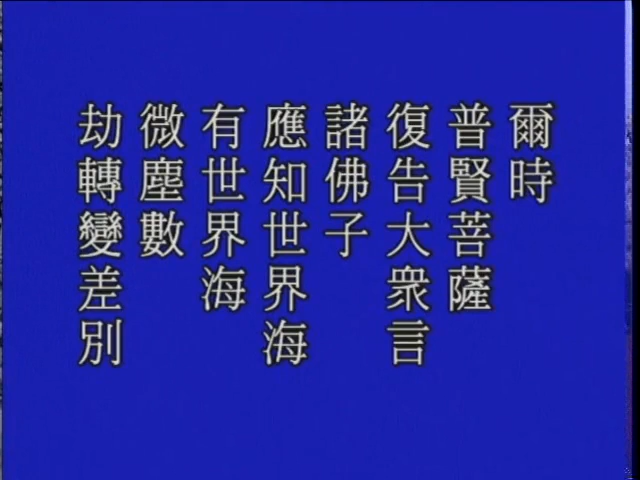 爾時
普賢菩薩
復告大眾言
諸佛子
應知世界海
有世界海
微塵數
劫轉變差別